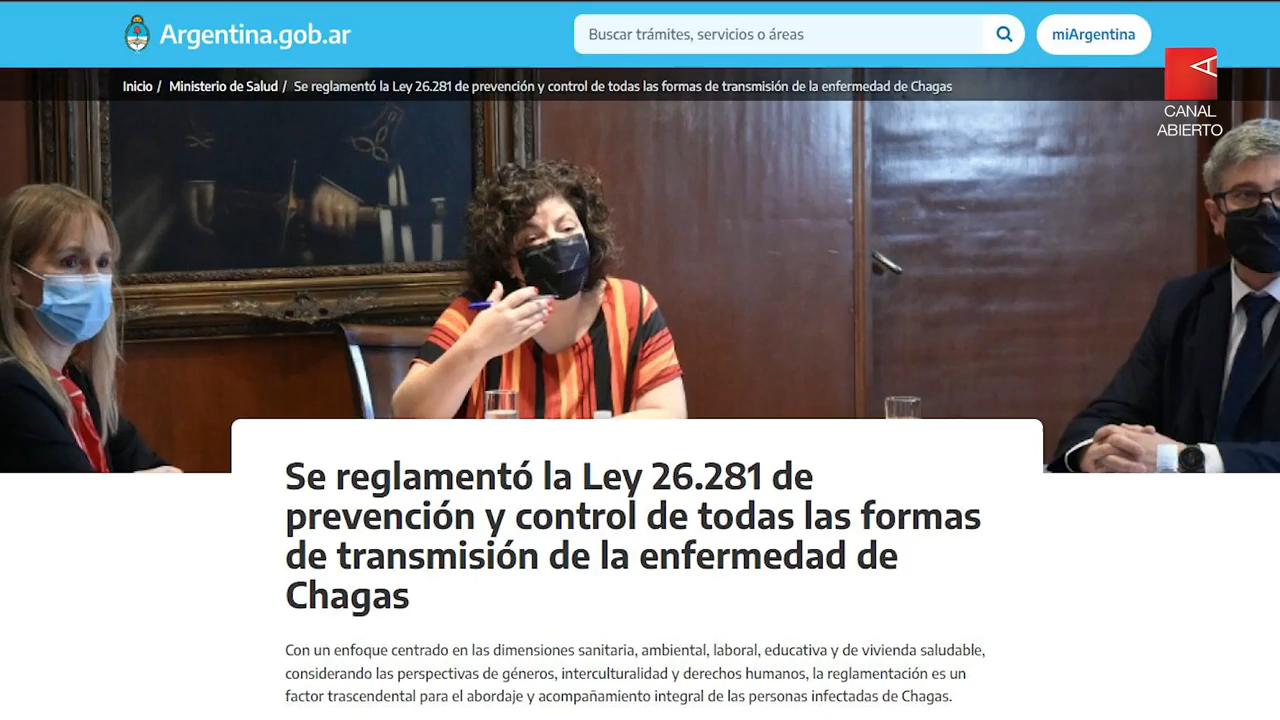 Argentina.gob.ar
Buscar trámites, servicios o áreas
miArgentina
Inicio / Ministerio de Salud / Se reglamentó la Ley 26.281 de prevención y control de todas las formas de transmisión de la enfermedad de Chagas
CANAL
ABIERTO
Se reglamentó la Ley 26.281 de
prevención y control de todas las formas
de transmisión de la enfermedad de
Chagas
Con un enfoque centrado en las dimensiones sanitaria, ambiental, laboral, educativa y de vivienda saludable,
considerando las perspectivas de géneros, interculturalidad y derechos humanos, la reglamentación es un
factor trascendental para el abordaje y acompañamiento integral de las personas infectadas de Chagas.